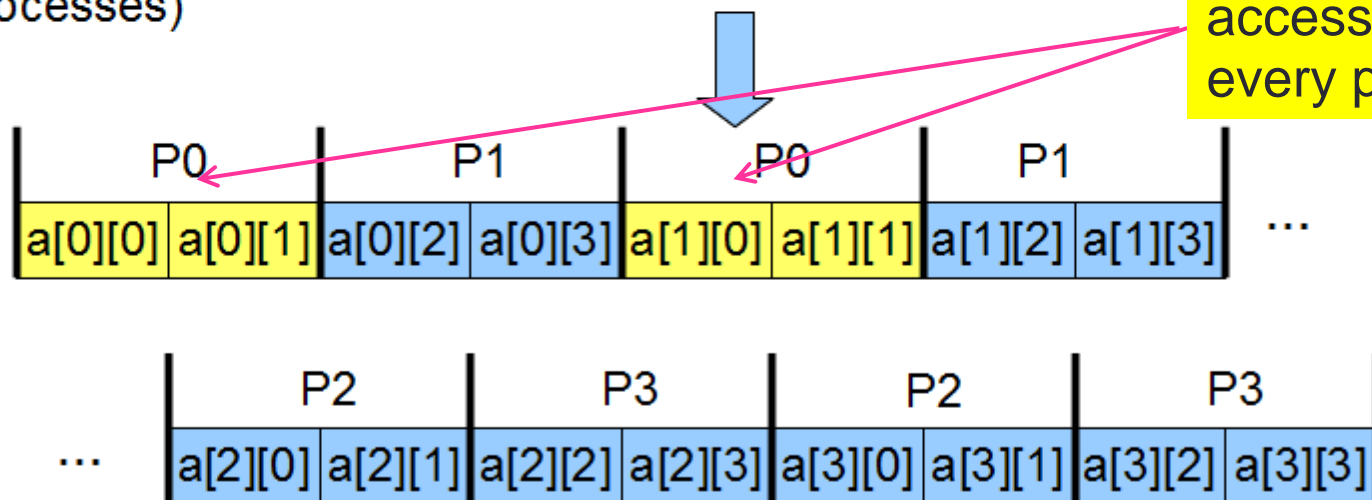 ocesses)
access
every p
P0 P1 P0 P1
a[0][0] a[0][1] a[0][2] a[0][3] a[1][0] a[1][1] a[1][2] a[1][3] ...
P2 P3 P2 P3
... a[2][0] a[2][1] a[2][2] a[2][3] a[3][0] a[3][1] a[3][2] a[3][3]